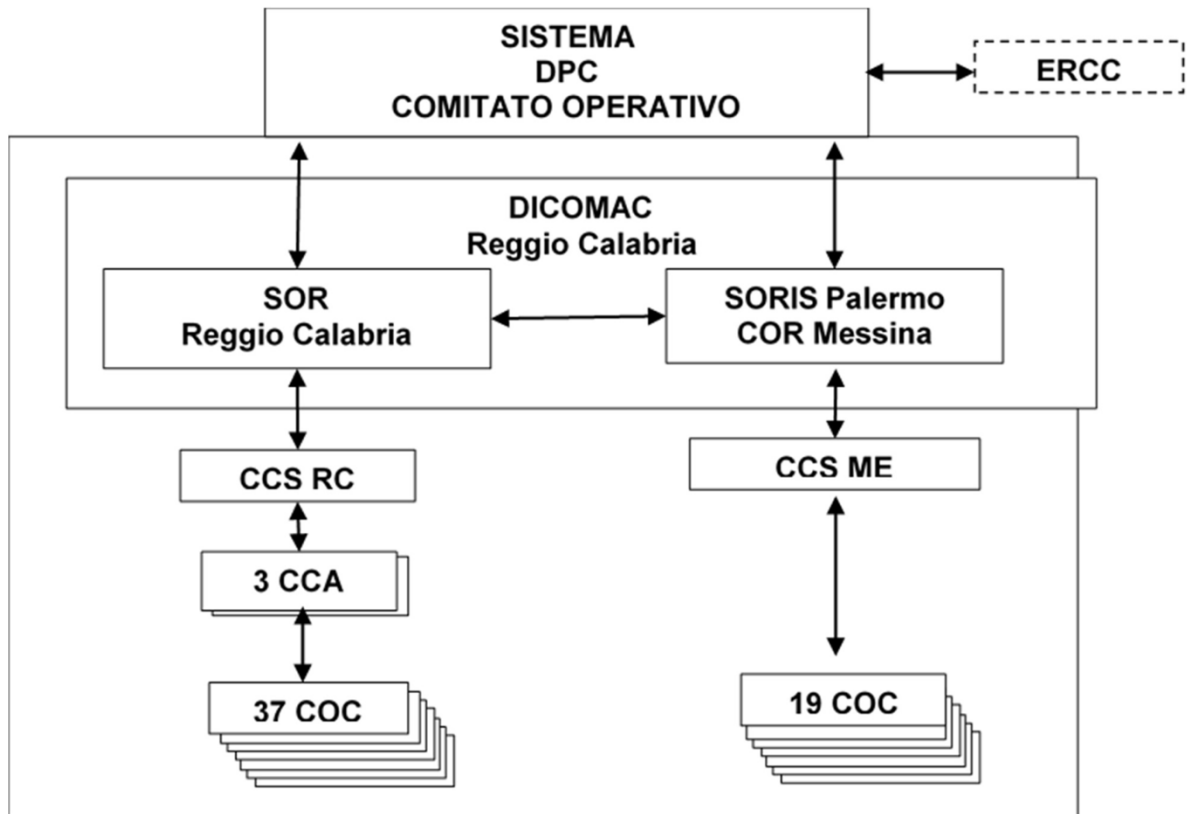 SISTEMA
DPC
COMITATO OPERATIVO
ERCC
DICOMAC
Reggio Calabria
SOR
Reggio Calabria
SORIS Palermo
COR Messina
CCS RC
CCS ME
3 CCA
37 COC
19 COC